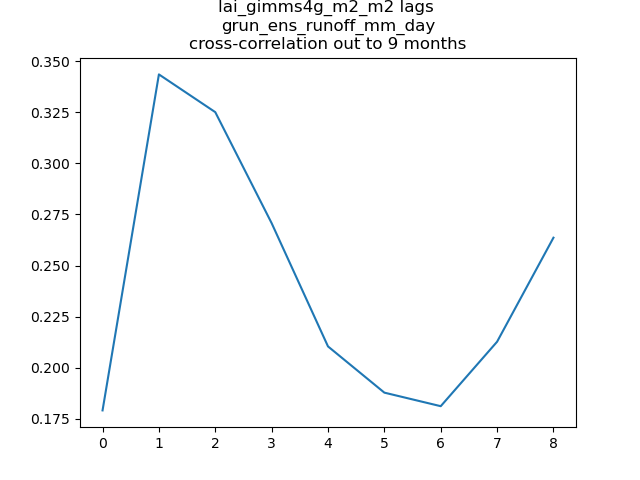 lai_gimms4g_m2_m2 lags
grun_ens_runoff_mm_day
cross-correlation out to 9 months
0.350
0.325
0.300
0.275
0.250
0.225
0.200
0.175
0 1 2 3 4 5 6 7 8